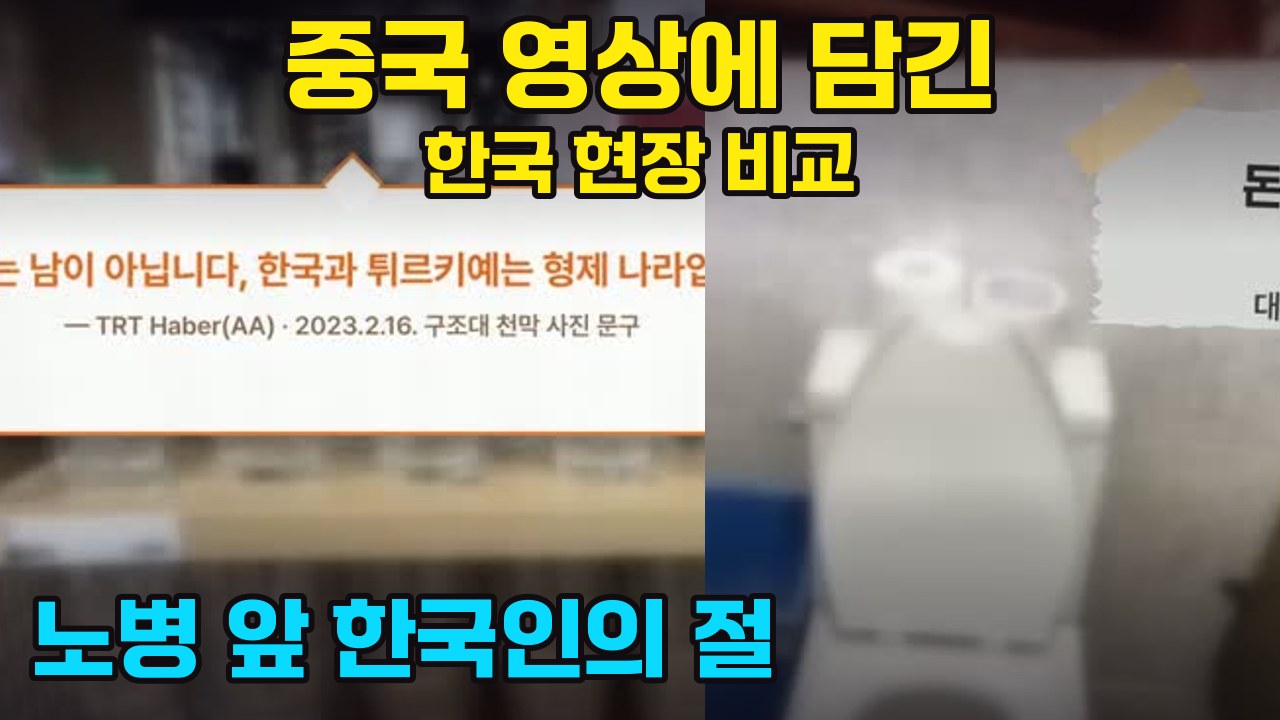 중국 영상에 담긴
한국 현장 비교
는 남이 아닙니다, 한국과 튀르키예는 형제 나라입
— TRT Haber(AA) · 2023.2.16. 구조대 천막 사진 문구
돈
대
노병 앞 한국인의 절